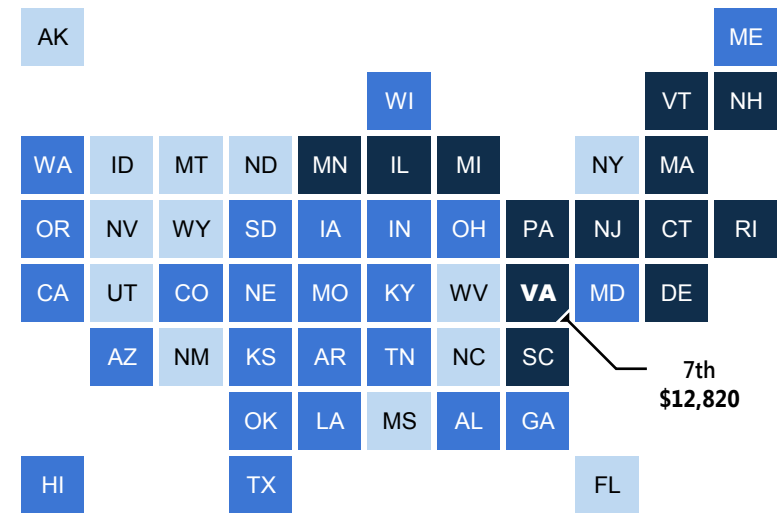 AK ME
WI VT NH
WA ID MT ND MN IL MI NY MA
OR NV WY SD IA IN OH PA NJ CT RI
CA UT CO NE MO KY WV VA MD DE
AZ NM KS AR TN NC SC
7th
$12,820
OK LA MS AL GA
HI TX FL